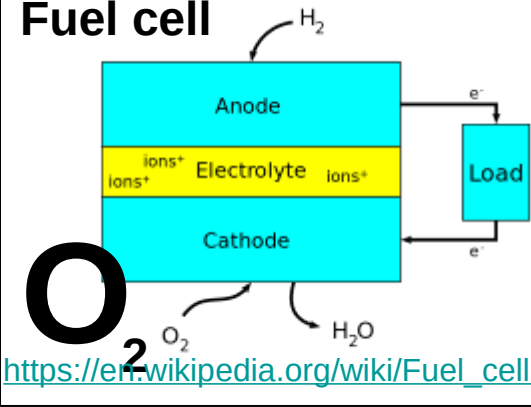 Fuel cell
H₂
Anode
e⁻
ions⁺
ions⁺
Electrolyte
ions⁺
Load
Cathode
e⁻
O₂
O₂
H₂O
https://en.wikipedia.org/wiki/Fuel_cell